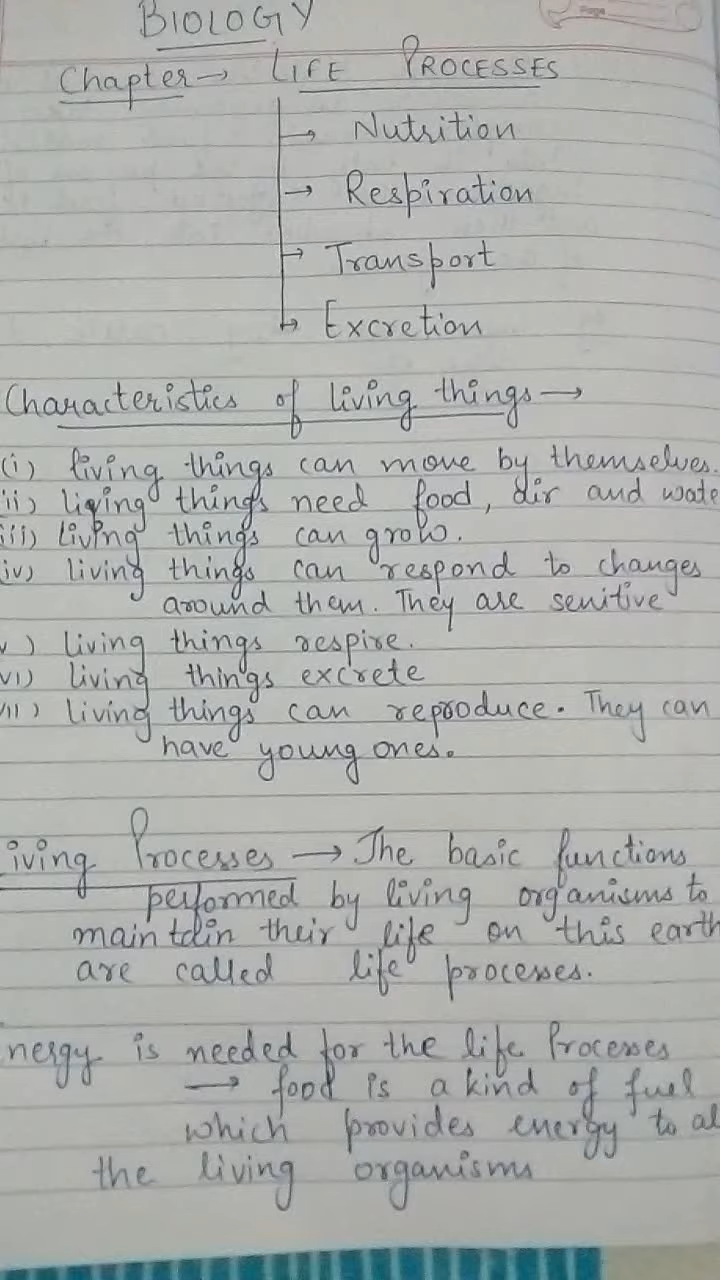 BIOLOGY
Page
Chapter → LIFE PROCESSES
→ Nutrition
→ Respiration
→ Transport
→ Excretion
Characteristics of living things →
(i) living things can move by themselves.
ii) living things need food, air and wate
iii) living things can grow.
iv) living things can respond to changes
around them. They are senitive
v) living things respire.
vi) living things excrete
vii) living things can reproduce. They can
have young ones.
iving Processes → The basic functions
performed by living organisms to
maintain their life on this earth
are called life processes.
nergy is needed for the life Processes
→ food is a kind of fuel
which provides energy to al
the living organisms